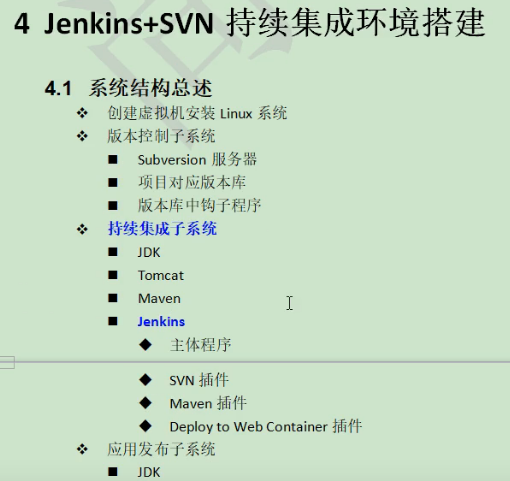 4 Jenkins+SVN 持续集成环境搭建
4.1 系统结构总述
创建虚拟机安装 Linux 系统
版本控制子系统
Subversion 服务器
项目对应版本库
版本库中钩子程序
持续集成子系统
JDK
Tomcat
Maven
Jenkins
主体程序
SVN 插件
Maven 插件
Deploy to Web Container 插件
应用发布子系统
JDK